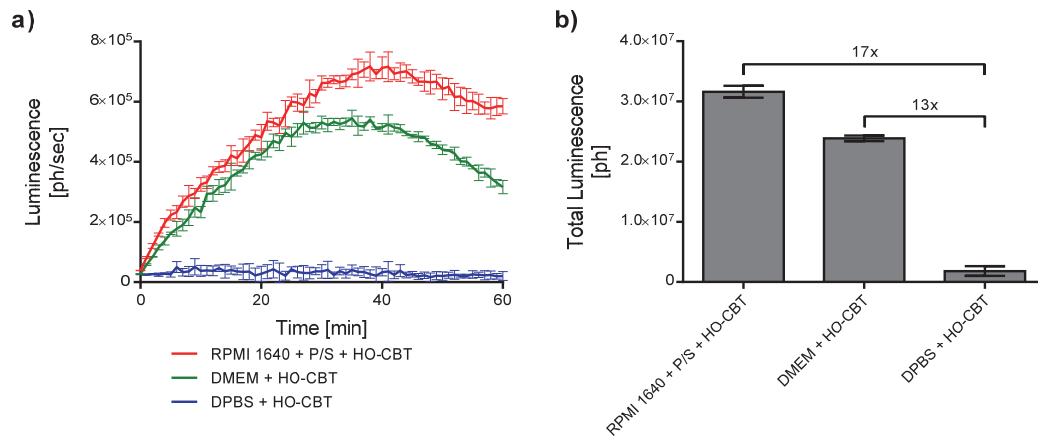 a)
8×10⁵
6×10⁵
4×10⁵
2×10⁵
0
Luminescence
[ph/sec]
0
20
40
60
Time [min]
RPMI 1640 + P/S + HO-CBT
DMEM + HO-CBT
DPBS + HO-CBT
b)
4.0×10⁷
3.0×10⁷
2.0×10⁷
1.0×10⁷
0
Total Luminescence
[ph]
17x
13x
RPMI 1640 + P/S + HO-CBT
DMEM + HO-CBT
DPBS + HO-CBT